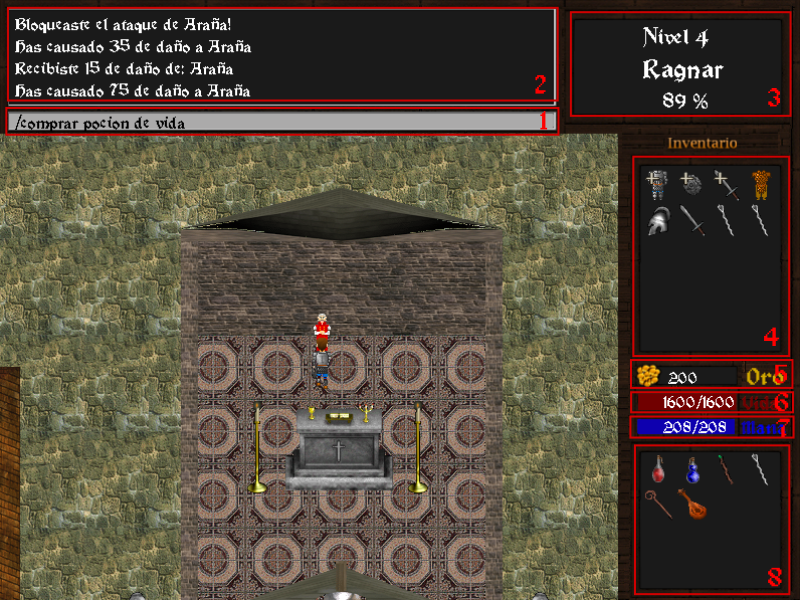 Bloqueaste el ataque de Araña!
Has causado 35 de daño a Araña
Recibiste 15 de daño de: Araña
Has causado 75 de daño a Araña
2
/comprar pocion de vida
1
Nivel 4
Ragnar
89 %
3
Inventario
4
200 Oro
5
1600/1600 Vida
6
208/208 Mana
7
8